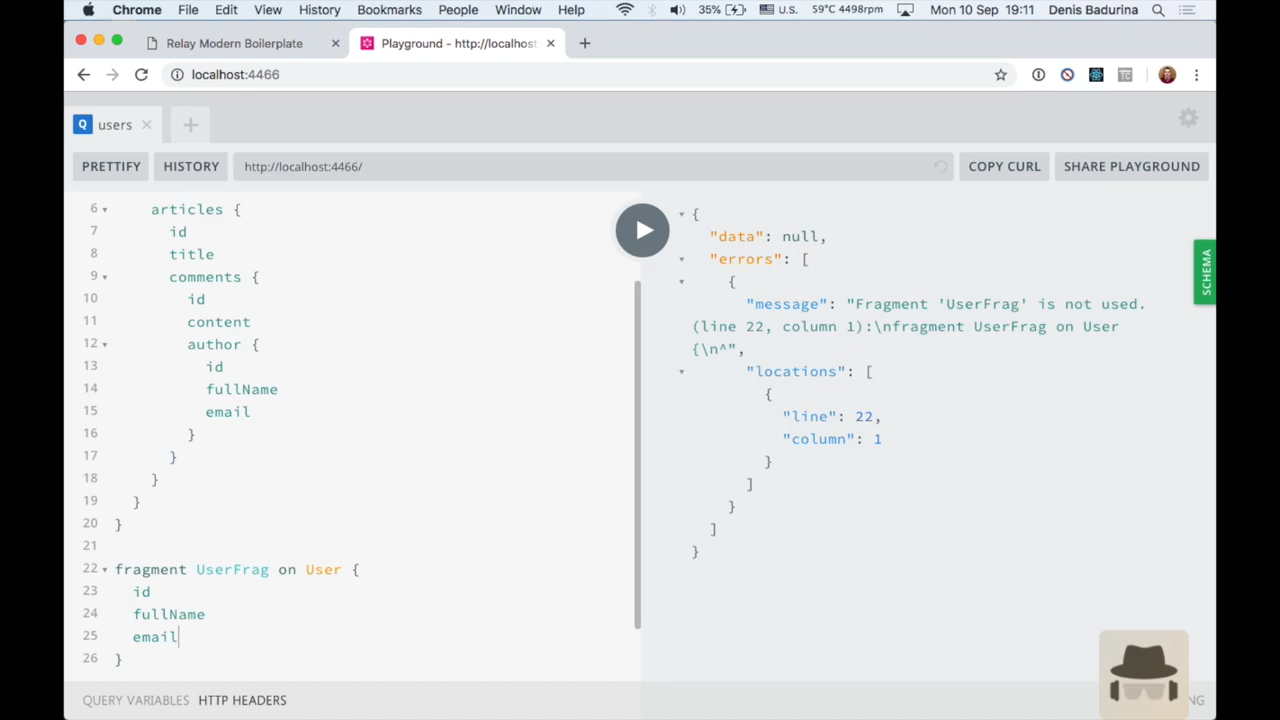 Chrome File Edit View History Bookmarks People Window Help 35% U.S. 59°C 4498rpm Mon 10 Sep 19:11 Denis Badurina
Relay Modern Boilerplate × Playground - http://localhos × +
localhost:4466
TC
Q users × +
PRETTIFY HISTORY http://localhost:4466/ COPY CURL SHARE PLAYGROUND
SCHEMA
6 articles {
7 id
8 title
9 comments {
10 id
11 content
12 author {
13 id
14 fullName
15 email
16 }
17 }
18 }
19 }
20 }
21
22 fragment UserFrag on User {
23 id
24 fullName
25 email
26 }
{
"data": null,
"errors": [
{
"message": "Fragment 'UserFrag' is not used.
(line 22, column 1):\nfragment UserFrag on User
{\n^",
"locations": [
{
"line": 22,
"column": 1
}
]
}
]
}
QUERY VARIABLES HTTP HEADERS